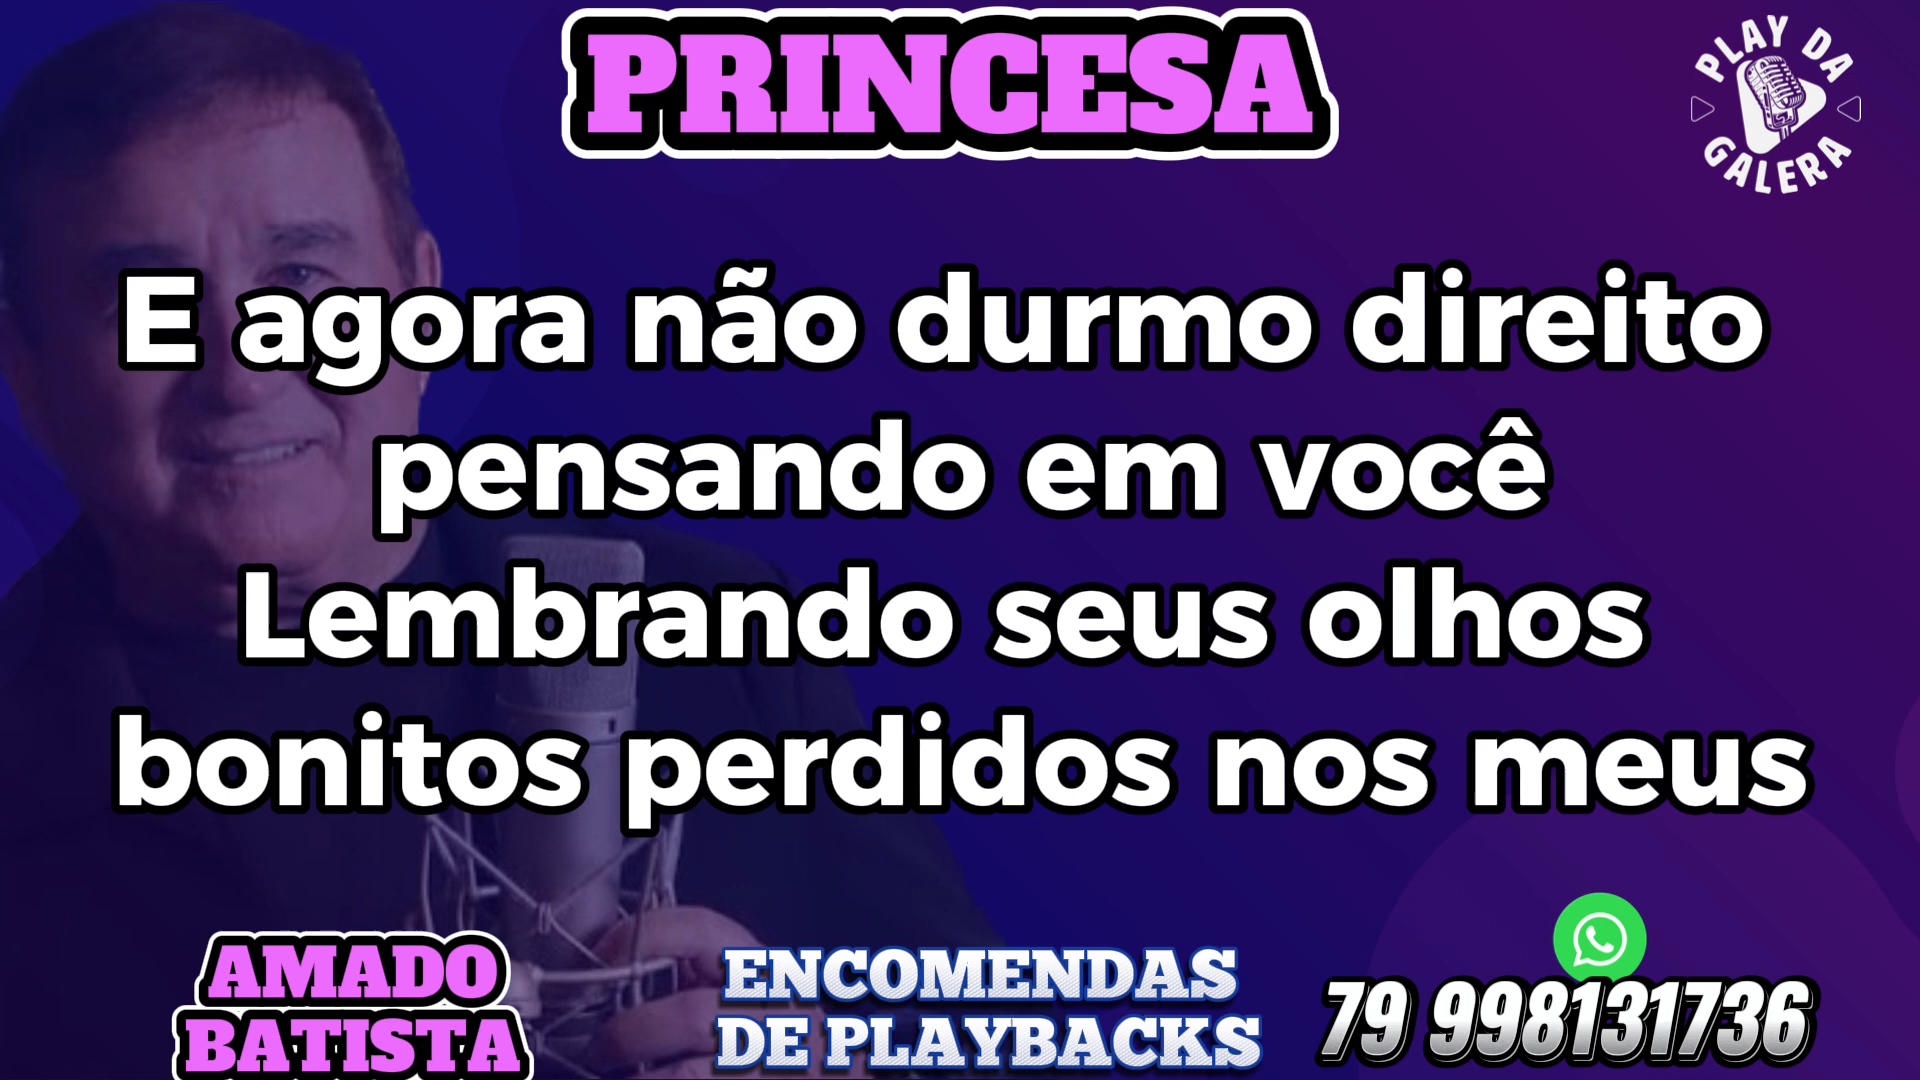 PRINCESA
PLAY DA
GALERA
E agora não durmo direito
pensando em você
Lembrando seus olhos
bonitos perdidos nos meus
AMADO
BATISTA
ENCOMENDAS
DE PLAYBACKS
79 998131736